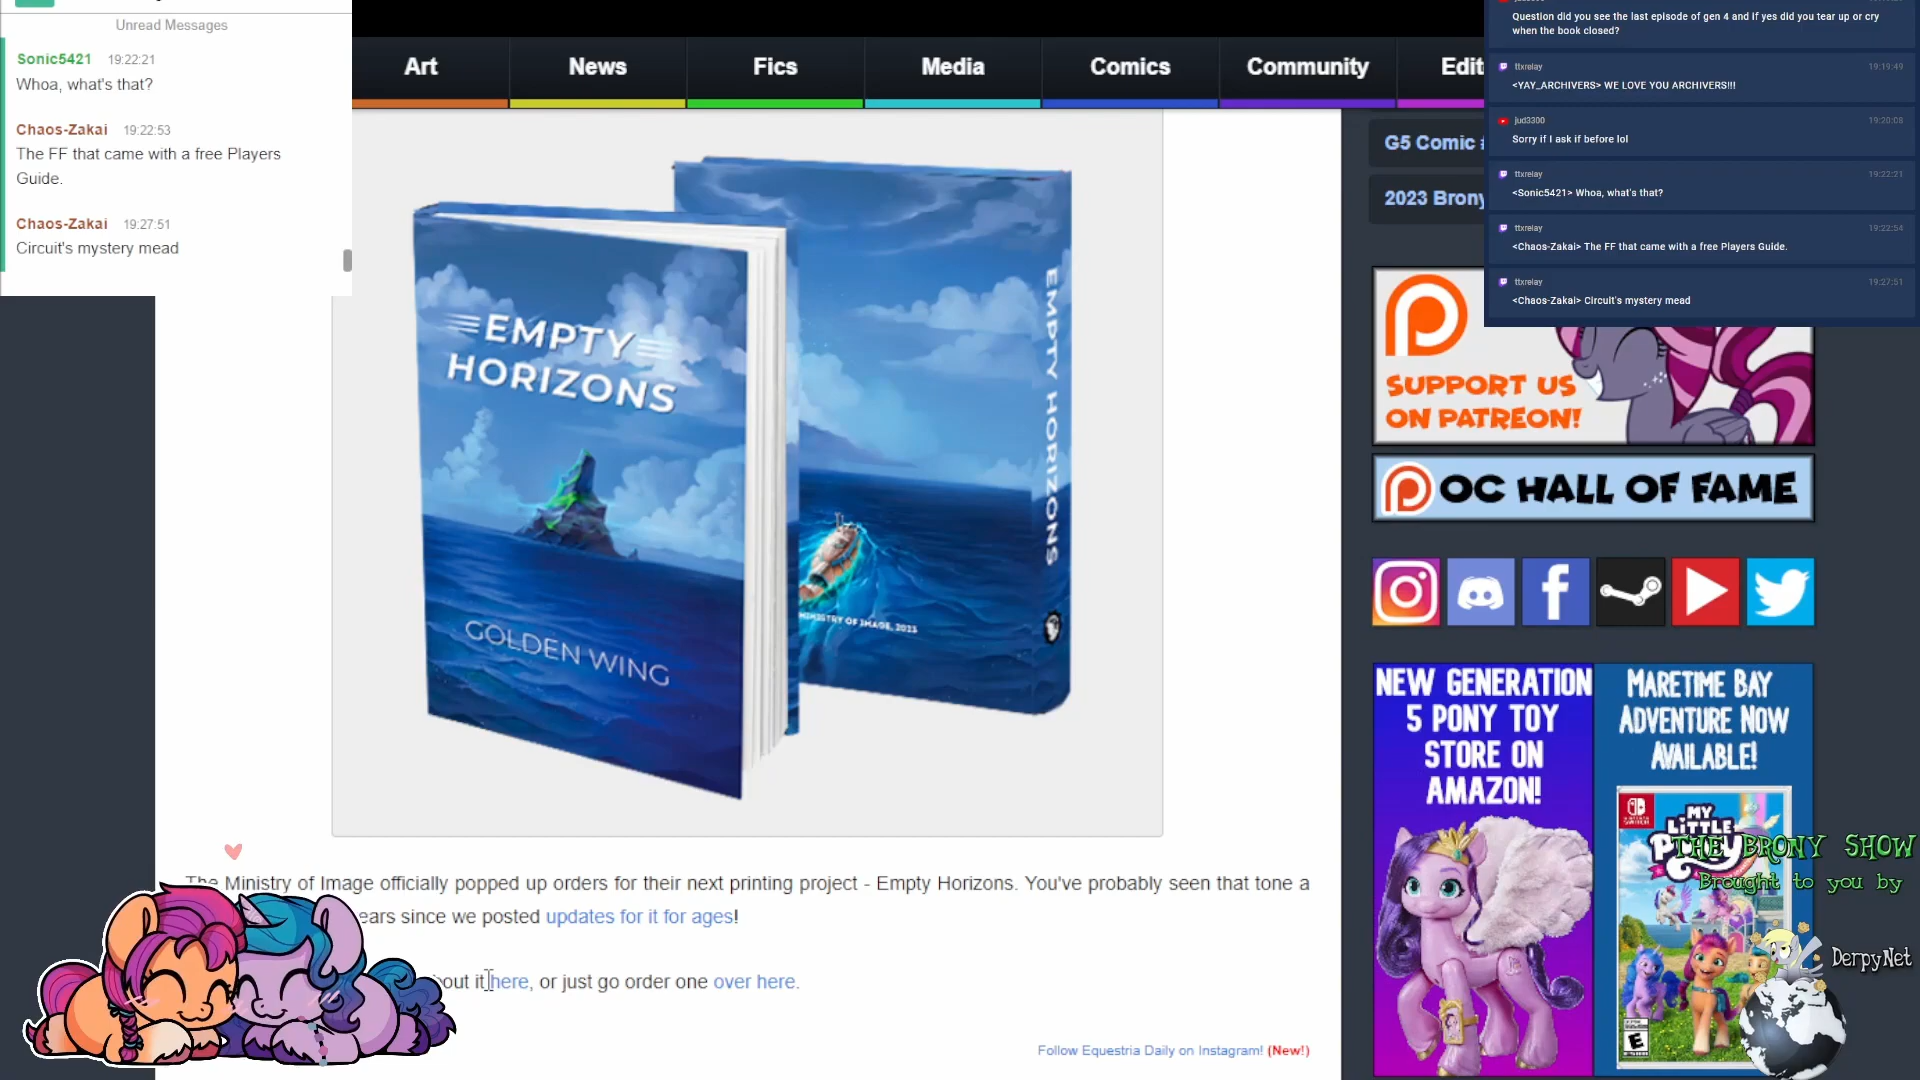 Unread Messages
Sonic5421 19:22:21
Whoa, what's that?
Chaos-Zakai 19:22:53
The FF that came with a free Players
Guide.
Chaos-Zakai 19:27:51
Circuit's mystery mead
Art News Fics Media Comics Community Edit
EMPTY
HORIZONS
GOLDEN WING
EMPTY HORIZONS
MINISTRY OF IMAGE, 2023
The Ministry of Image officially popped up orders for their next printing project - Empty Horizons. You've probably seen that tone a
ears since we posted updates for it for ages!
bout it here, or just go order one over here.
Follow Equestria Daily on Instagram! (New!)
G5 Comic #
2023 Brony
Question did you see the last episode of gen 4 and if yes did you tear up or cry
when the book closed?
ttxrelay 19:19:49
<YAY_ARCHIVERS> WE LOVE YOU ARCHIVERS!!!
jud3300 19:20:08
Sorry if I ask if before lol
ttxrelay 19:22:21
<Sonic5421> Whoa, what's that?
ttxrelay 19:22:54
<Chaos-Zakai> The FF that came with a free Players Guide.
ttxrelay 19:27:51
<Chaos-Zakai> Circuit's mystery mead
SUPPORT US
ON PATREON!
OC HALL OF FAME
NEW GENERATION
5 PONY TOY
STORE ON
AMAZON!
MARETIME BAY
ADVENTURE NOW
AVAILABLE!
MY
LITTLE
PONY
THE BRONY SHOW
Brought to you by
DerpyNet
E